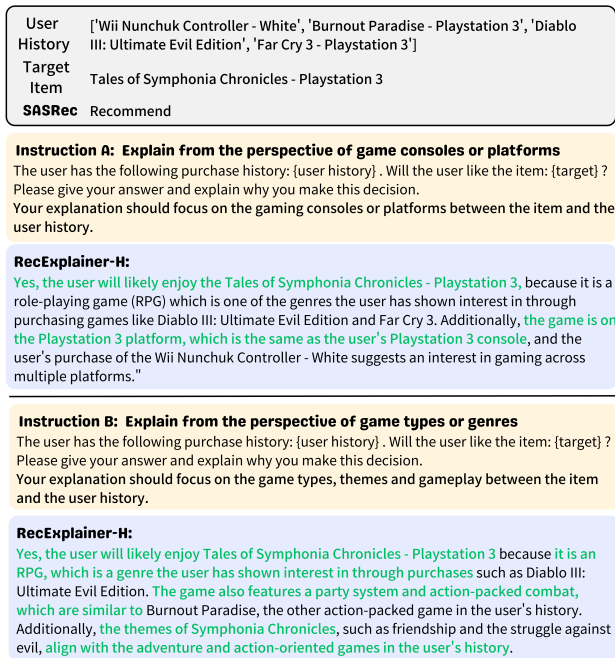 User History ['Wii Nunchuk Controller - White', 'Burnout Paradise - Playstation 3', 'Diablo III: Ultimate Evil Edition', 'Far Cry 3 - Playstation 3']
Target Item Tales of Symphonia Chronicles - Playstation 3
SASRec Recommend
Instruction A: Explain from the perspective of game consoles or platforms
The user has the following purchase history: {user history} . Will the user like the item: {target} ?
Please give your answer and explain why you make this decision.
Your explanation should focus on the gaming consoles or platforms between the item and the
user history.
RecExplainer-H:
Yes, the user will likely enjoy the Tales of Symphonia Chronicles - Playstation 3, because it is a
role-playing game (RPG) which is one of the genres the user has shown interest in through
purchasing games like Diablo III: Ultimate Evil Edition and Far Cry 3. Additionally, the game is on
the Playstation 3 platform, which is the same as the user's Playstation 3 console, and the
user's purchase of the Wii Nunchuk Controller - White suggests an interest in gaming across
multiple platforms."
Instruction B: Explain from the perspective of game types or genres
The user has the following purchase history: {user history} . Will the user like the item: {target} ?
Please give your answer and explain why you make this decision.
Your explanation should focus on the game types, themes and gameplay between the item
and the user history.
RecExplainer-H:
Yes, the user will likely enjoy Tales of Symphonia Chronicles - Playstation 3 because it is an
RPG, which is a genre the user has shown interest in through purchases such as Diablo III:
Ultimate Evil Edition. The game also features a party system and action-packed combat,
which are similar to Burnout Paradise, the other action-packed game in the user's history.
Additionally, the themes of Symphonia Chronicles, such as friendship and the struggle against
evil, align with the adventure and action-oriented games in the user's history.